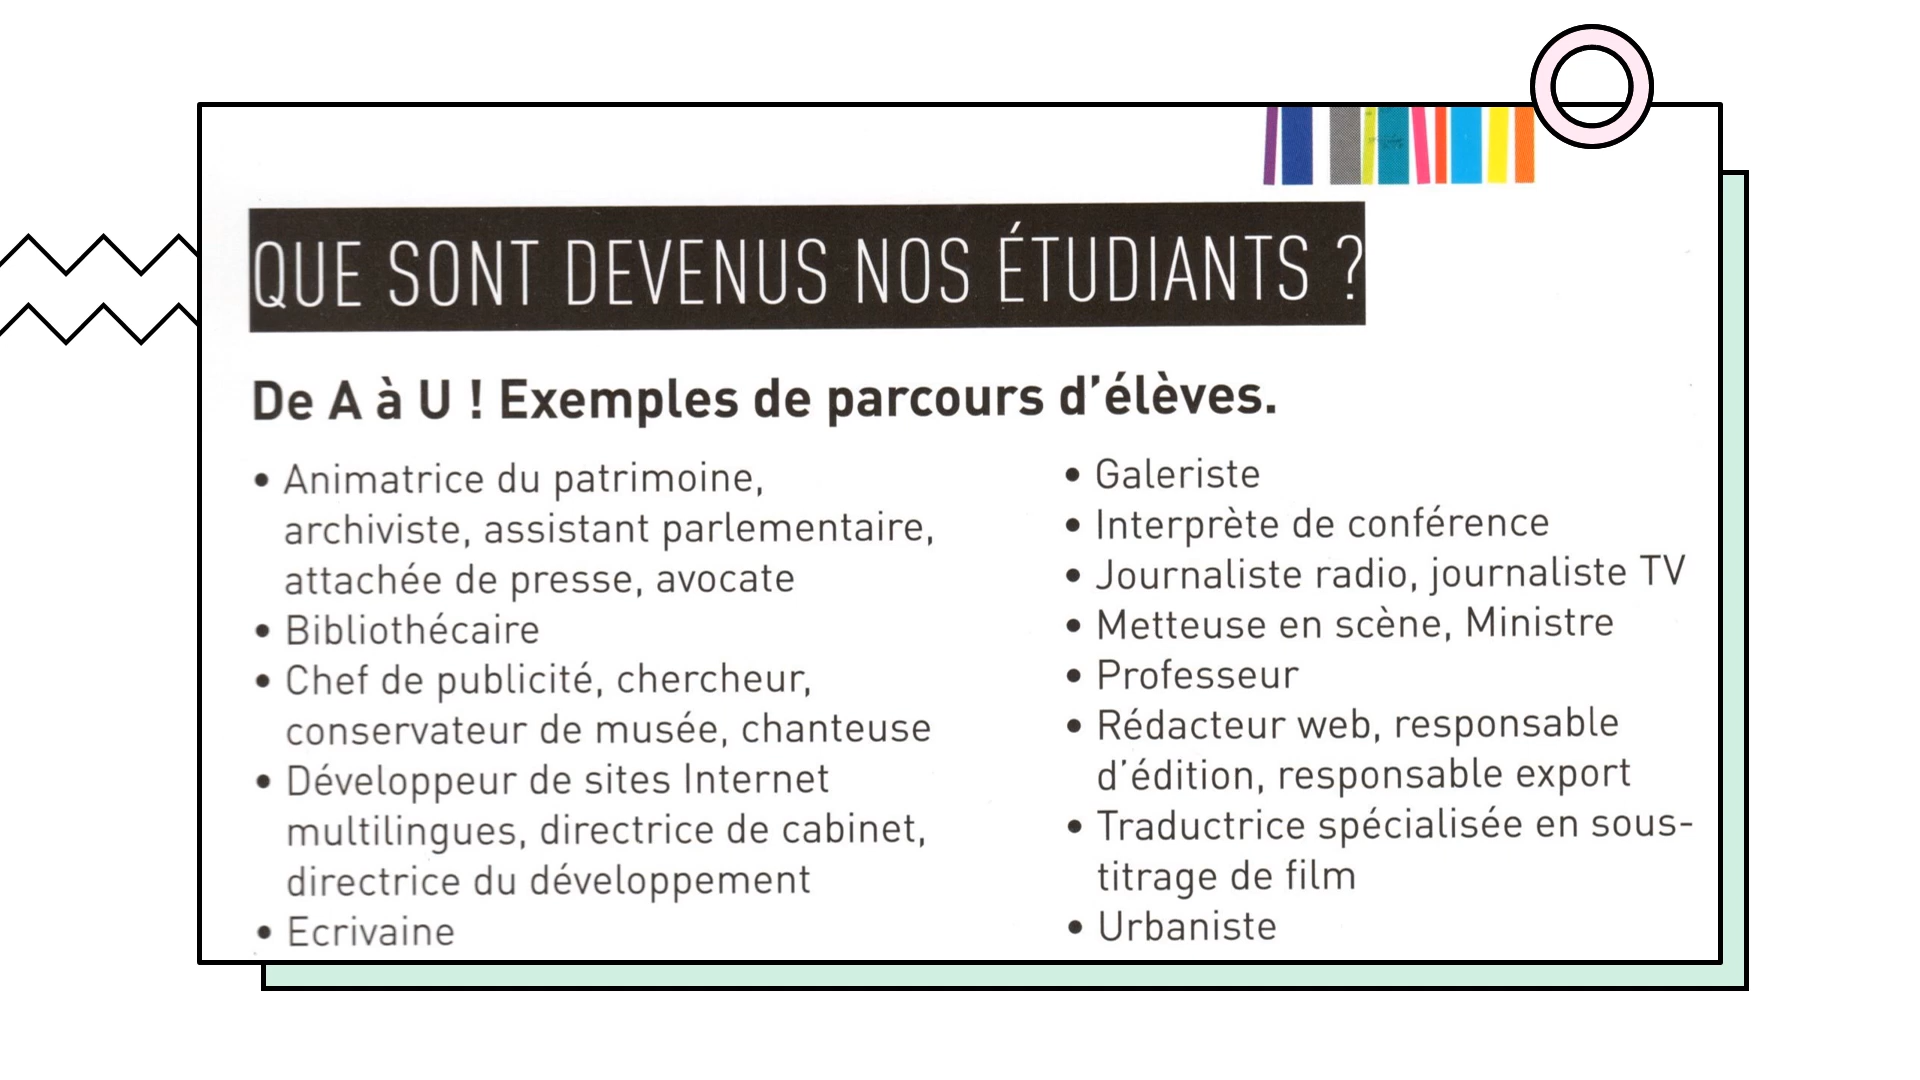 QUE SONT DEVENUS NOS ÉTUDIANTS ?
De A à U ! Exemples de parcours d'élèves.
• Animatrice du patrimoine,
archiviste, assistant parlementaire,
attachée de presse, avocate
• Bibliothécaire
• Chef de publicité, chercheur,
conservateur de musée, chanteuse
• Développeur de sites Internet
multilingues, directrice de cabinet,
directrice du développement
• Ecrivaine
• Galeriste
• Interprète de conférence
• Journaliste radio, journaliste TV
• Metteuse en scène, Ministre
• Professeur
• Rédacteur web, responsable
d'édition, responsable export
• Traductrice spécialisée en sous-
titrage de film
• Urbaniste